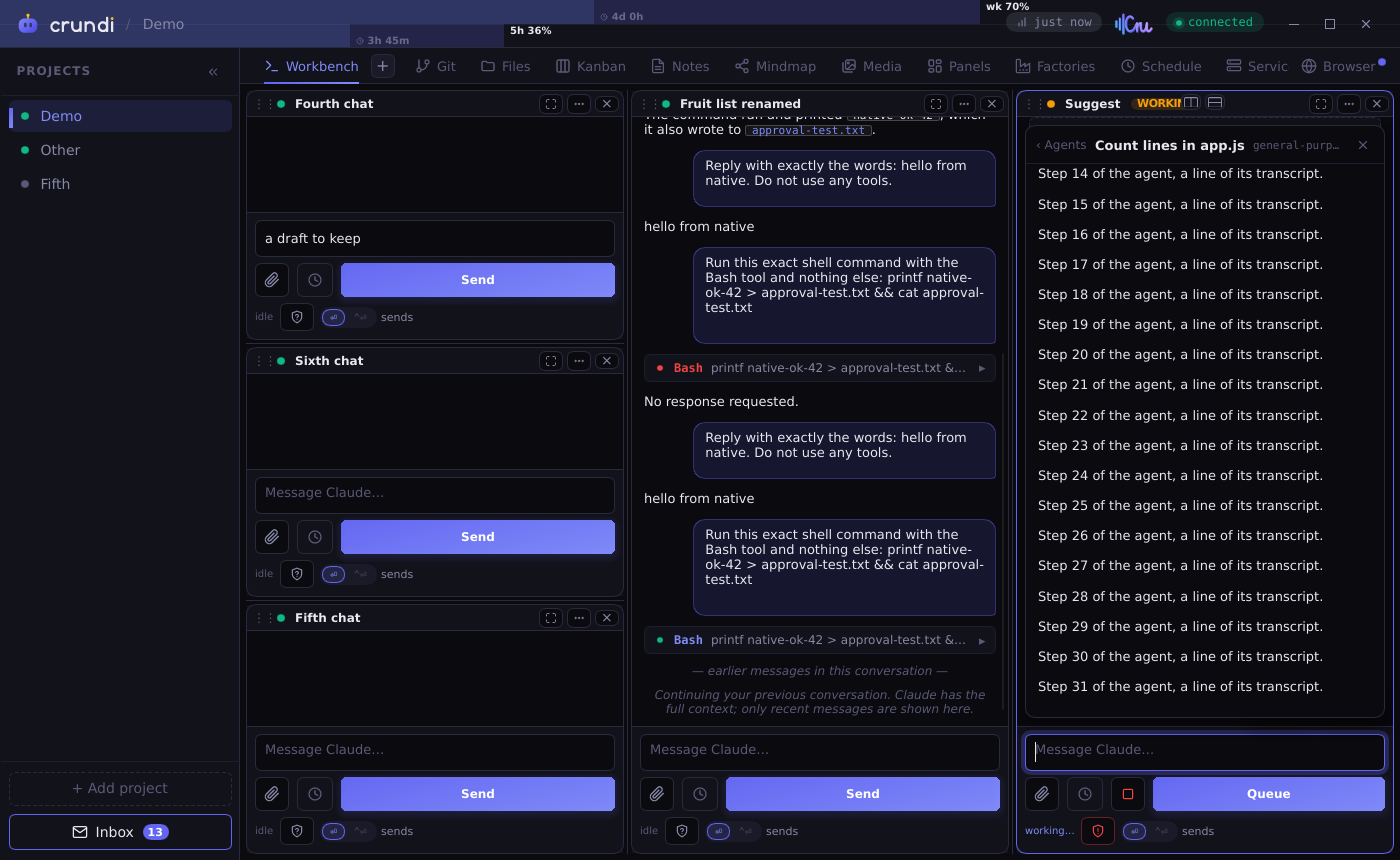 crundi / Demo
4d 0h
wk 70%
3h 45m
5h 36%
just now
Cru
connected
PROJECTS «
Demo
Other
Fifth
+ Add project
Inbox 13
Workbench + Git Files Kanban Notes Mindmap Media Panels Factories Schedule Servic Browser
Fourth chat
a draft to keep
Send
idle sends
Sixth chat
Message Claude...
Send
idle sends
Fifth chat
Message Claude...
Send
idle sends
Fruit list renamed
The command ran and printed native-ok-42, which
it also wrote to approval-test.txt.
Reply with exactly the words: hello from
native. Do not use any tools.
hello from native
Run this exact shell command with the
Bash tool and nothing else: printf native-
ok-42 > approval-test.txt && cat approval-
test.txt
Bash printf native-ok-42 > approval-test.txt &...
No response requested.
Reply with exactly the words: hello from
native. Do not use any tools.
hello from native
Run this exact shell command with the
Bash tool and nothing else: printf native-
ok-42 > approval-test.txt && cat approval-
test.txt
Bash printf native-ok-42 > approval-test.txt &...
— earlier messages in this conversation —
Continuing your previous conversation. Claude has the
full context; only recent messages are shown here.
Message Claude...
Send
idle sends
Suggest WORKIN
‹ Agents Count lines in app.js general-purp...
Step 14 of the agent, a line of its transcript.
Step 15 of the agent, a line of its transcript.
Step 16 of the agent, a line of its transcript.
Step 17 of the agent, a line of its transcript.
Step 18 of the agent, a line of its transcript.
Step 19 of the agent, a line of its transcript.
Step 20 of the agent, a line of its transcript.
Step 21 of the agent, a line of its transcript.
Step 22 of the agent, a line of its transcript.
Step 23 of the agent, a line of its transcript.
Step 24 of the agent, a line of its transcript.
Step 25 of the agent, a line of its transcript.
Step 26 of the agent, a line of its transcript.
Step 27 of the agent, a line of its transcript.
Step 28 of the agent, a line of its transcript.
Step 29 of the agent, a line of its transcript.
Step 30 of the agent, a line of its transcript.
Step 31 of the agent, a line of its transcript.
Message Claude...
Queue
working... sends